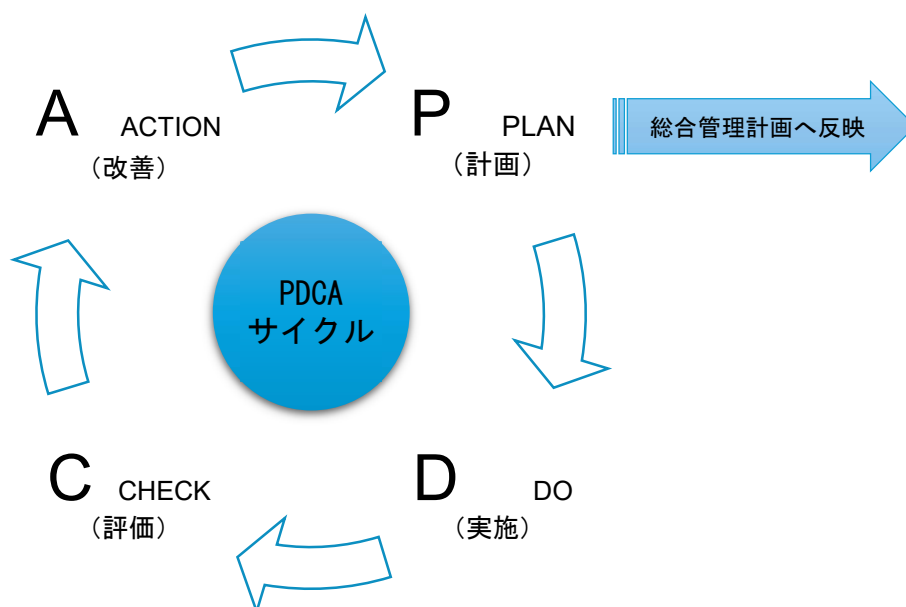 A ACTION
（改善）
P PLAN
（計画）
総合管理計画へ反映
PDCA
サイクル
C CHECK
（評価）
D DO
（実施）